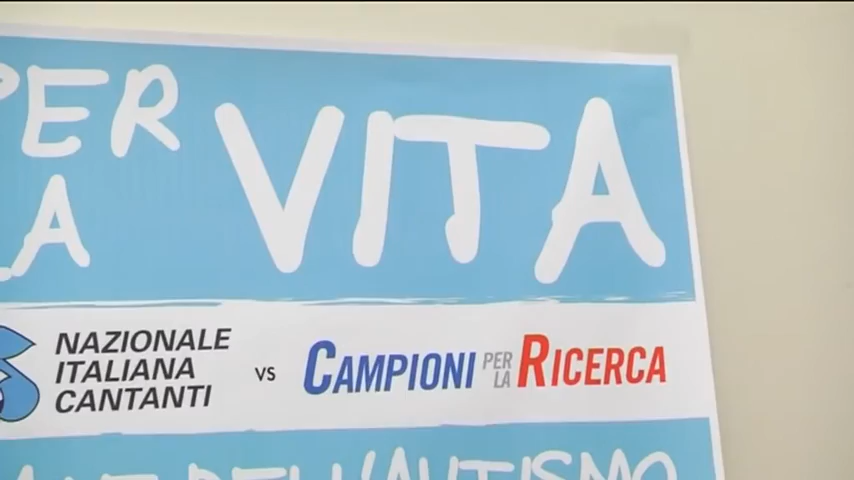 PER
LA
VITA
NAZIONALE
ITALIANA
CANTANTI
vs
CAMPIONI PER LA RICERCA
DELL'AUTISMO